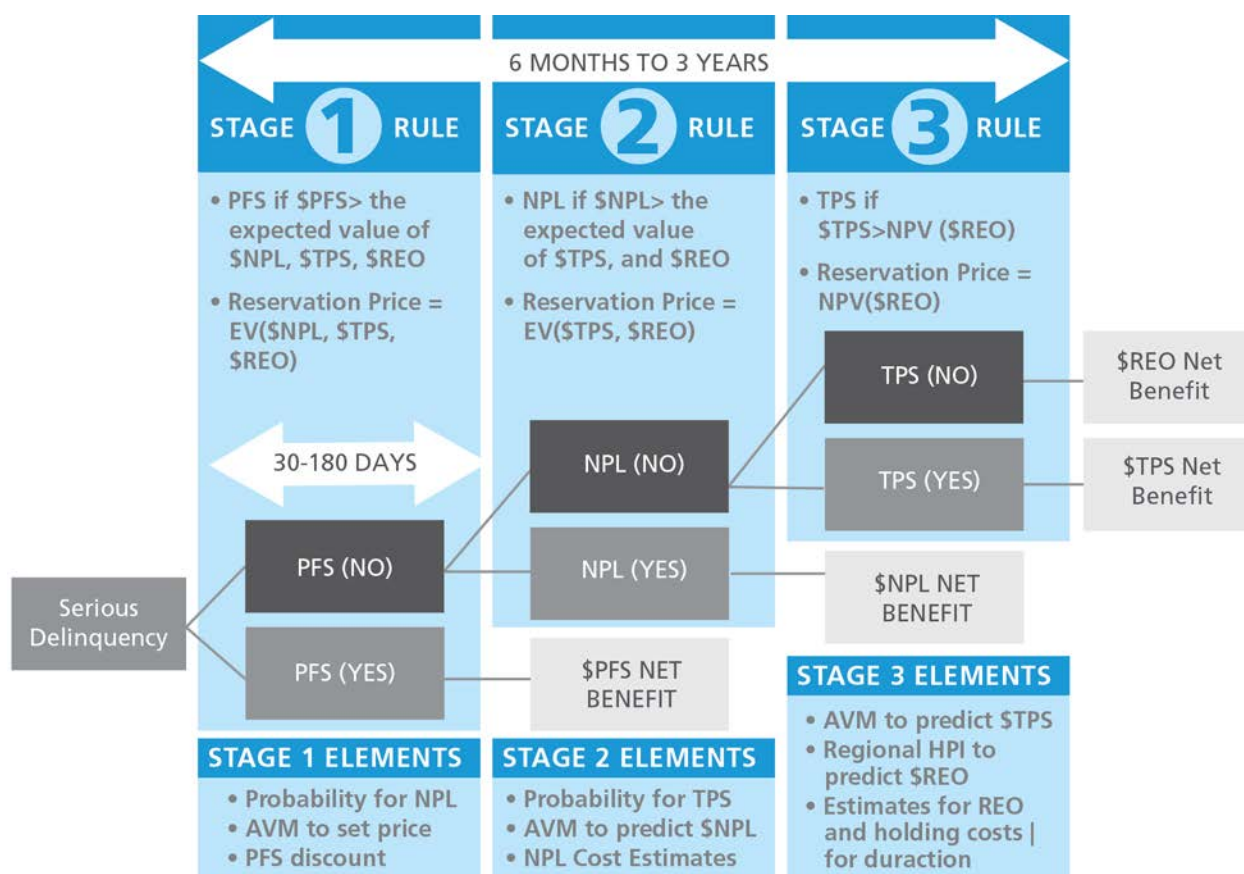 6 MONTHS TO 3 YEARS
STAGE 1 RULE
• PFS if $PFS> the
expected value of
$NPL, $TPS, $REO
• Reservation Price =
EV($NPL, $TPS,
$REO)
30-180 DAYS
PFS (NO)
Serious
Delinquency
PFS (YES)
STAGE 1 ELEMENTS
• Probability for NPL
• AVM to set price
• PFS discount
STAGE 2 RULE
• NPL if $NPL> the
expected value
of $TPS, and $REO
• Reservation Price =
EV($TPS, $REO)
NPL (NO)
NPL (YES)
$PFS NET
BENEFIT
STAGE 2 ELEMENTS
• Probability for TPS
• AVM to predict $NPL
• NPL Cost Estimates
STAGE 3 RULE
• TPS if
$TPS>NPV ($REO)
• Reservation Price =
NPV($REO)
TPS (NO)
$REO Net
Benefit
TPS (YES)
$TPS Net
Benefit
$NPL NET
BENEFIT
STAGE 3 ELEMENTS
• AVM to predict $TPS
• Regional HPI to
predict $REO
• Estimates for REO
and holding costs |
for duraction